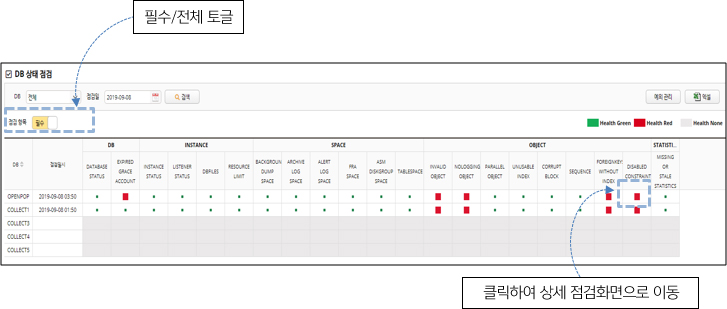 필수/전체 토글
DB 상태 점검
DB 전체 점검일 2019-09-08 검색 예외 관리 엑셀
점검 항목 필수 Health Green Health Red Health None
DB 점검일시 DB INSTANCE SPACE OBJECT STATISTI...
DATABASE STATUS
EXPIRED GRACE ACCOUNT
INSTANCE STATUS
LISTENER STATUS
DBFILES
RESOURCE LIMIT
BACKGROUN DUMP SPACE
ARCHIVE LOG SPACE
ALERT LOG SPACE
FRA SPACE
ASM DISKGROUP SPACE
TABLESPACE
INVALID OBJECT
NOLOGGING OBJECT
PARALLEL OBJECT
UNUSABLE INDEX
CORRUPT BLOCK
SEQUENCE
FOREIGNKEY WITHOUT INDEX
DISABLED CONSTRAINT
MISSING OR STALE STATISTICS
OPENPOP 2019-09-08 03:50
COLLECT1 2019-09-08 01:50
COLLECT3
COLLECT4
COLLECT5
클릭하여 상세 점검화면으로 이동